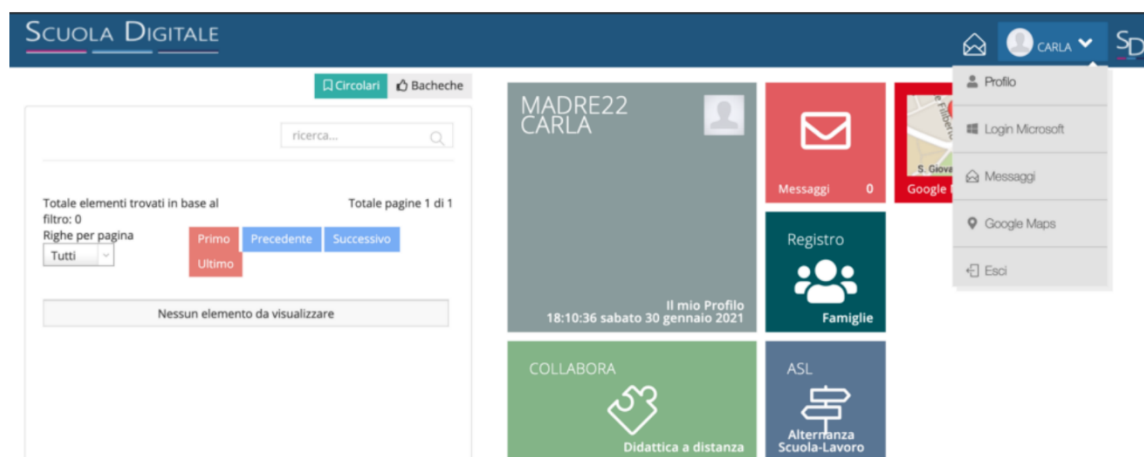 SCUOLA DIGITALE
CARLA
SD
Circolari
Bacheche
ricerca...
Totale elementi trovati in base al
filtro: 0
Totale pagine 1 di 1
Righe per pagina
Tutti
Primo
Precedente
Successivo
Ultimo
Nessun elemento da visualizzare
MADRE22
CARLA
Il mio Profilo
18:10:36 sabato 30 gennaio 2021
Messaggi 0
S. Giova
Google
Registro
Famiglie
COLLABORA
Didattica a distanza
ASL
Alternanza
Scuola-Lavoro
Profilo
Login Microsoft
Messaggi
Google Maps
Esci